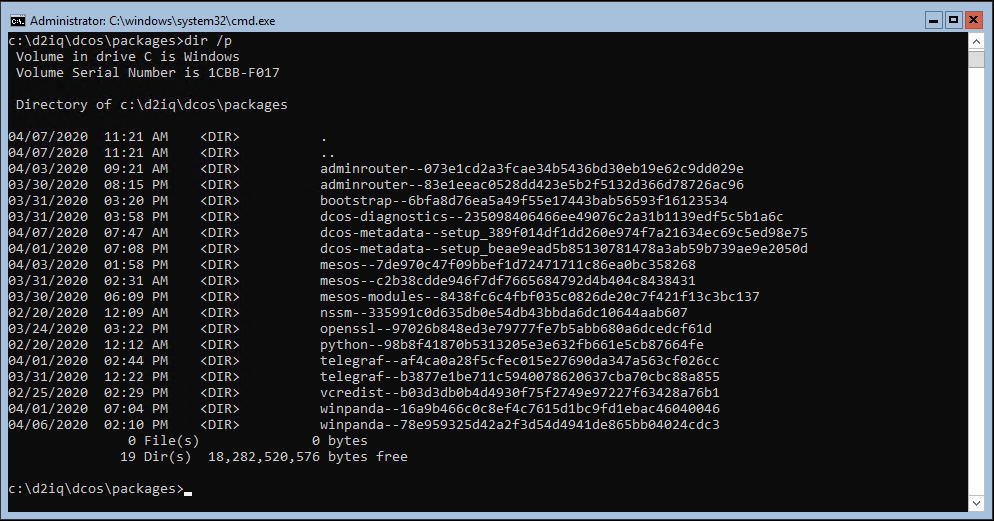 Administrator: C:\windows\system32\cmd.exe
c:\d2iq\dcos\packages>dir /p
 Volume in drive C is Windows
 Volume Serial Number is 1CBB-F017

 Directory of c:\d2iq\dcos\packages

04/07/2020  11:21 AM    <DIR>          .
04/07/2020  11:21 AM    <DIR>          ..
04/03/2020  09:21 AM    <DIR>          adminrouter--073e1cd2a3fcae34b5436bd30eb19e62c9dd029e
03/30/2020  08:15 PM    <DIR>          adminrouter--83e1eeac0528dd423e5b2f5132d366d78726ac96
03/31/2020  03:20 PM    <DIR>          bootstrap--6bfa8d76ea5a49f55e17443bab56593f16123534
03/31/2020  03:58 PM    <DIR>          dcos-diagnostics--235098406466ee49076c2a31b1139edf5c5b1a6c
04/07/2020  07:47 AM    <DIR>          dcos-metadata--setup_389f014df1dd260e974f7a21634ec69c5ed98e75
04/01/2020  07:08 PM    <DIR>          dcos-metadata--setup_beae9ead5b85130781478a3ab59b739ae9e2050d
04/03/2020  01:58 PM    <DIR>          mesos--7de970c47f09bbef1d72471711c86ea0bc358268
03/31/2020  02:31 AM    <DIR>          mesos--c2b38cdde946f7df7665684792d4b404c8438431
03/30/2020  06:09 PM    <DIR>          mesos-modules--8438fc6c4fbf035c0826de20c7f421f13c3bc137
02/20/2020  12:09 AM    <DIR>          nssm--335991c0d635db0e54db43bbda6dc10644aab607
03/24/2020  03:22 PM    <DIR>          openssl--97026b848ed3e79777fe7b5abb680a6dcedcf61d
02/20/2020  12:12 AM    <DIR>          python--98b8f41870b5313205e3e632fb661e5cb87664fe
04/01/2020  02:44 PM    <DIR>          telegraf--af4ca0a28f5cfec015e27690da347a563cf026cc
03/31/2020  12:22 PM    <DIR>          telegraf--b3877e1be711c5940078620637cba70cbc88a855
02/25/2020  02:29 PM    <DIR>          vcredist--b03d3db0b4d4930f75f2749e97227f63428a76b1
04/01/2020  07:04 PM    <DIR>          winpanda--16a9b466c0c8ef4c7615d1bc9fd1ebac46040046
04/06/2020  02:10 PM    <DIR>          winpanda--78e959325d42a2f3d54d4941de865bb04024cdc3
               0 File(s)              0 bytes
              19 Dir(s)  18,282,520,576 bytes free

c:\d2iq\dcos\packages>